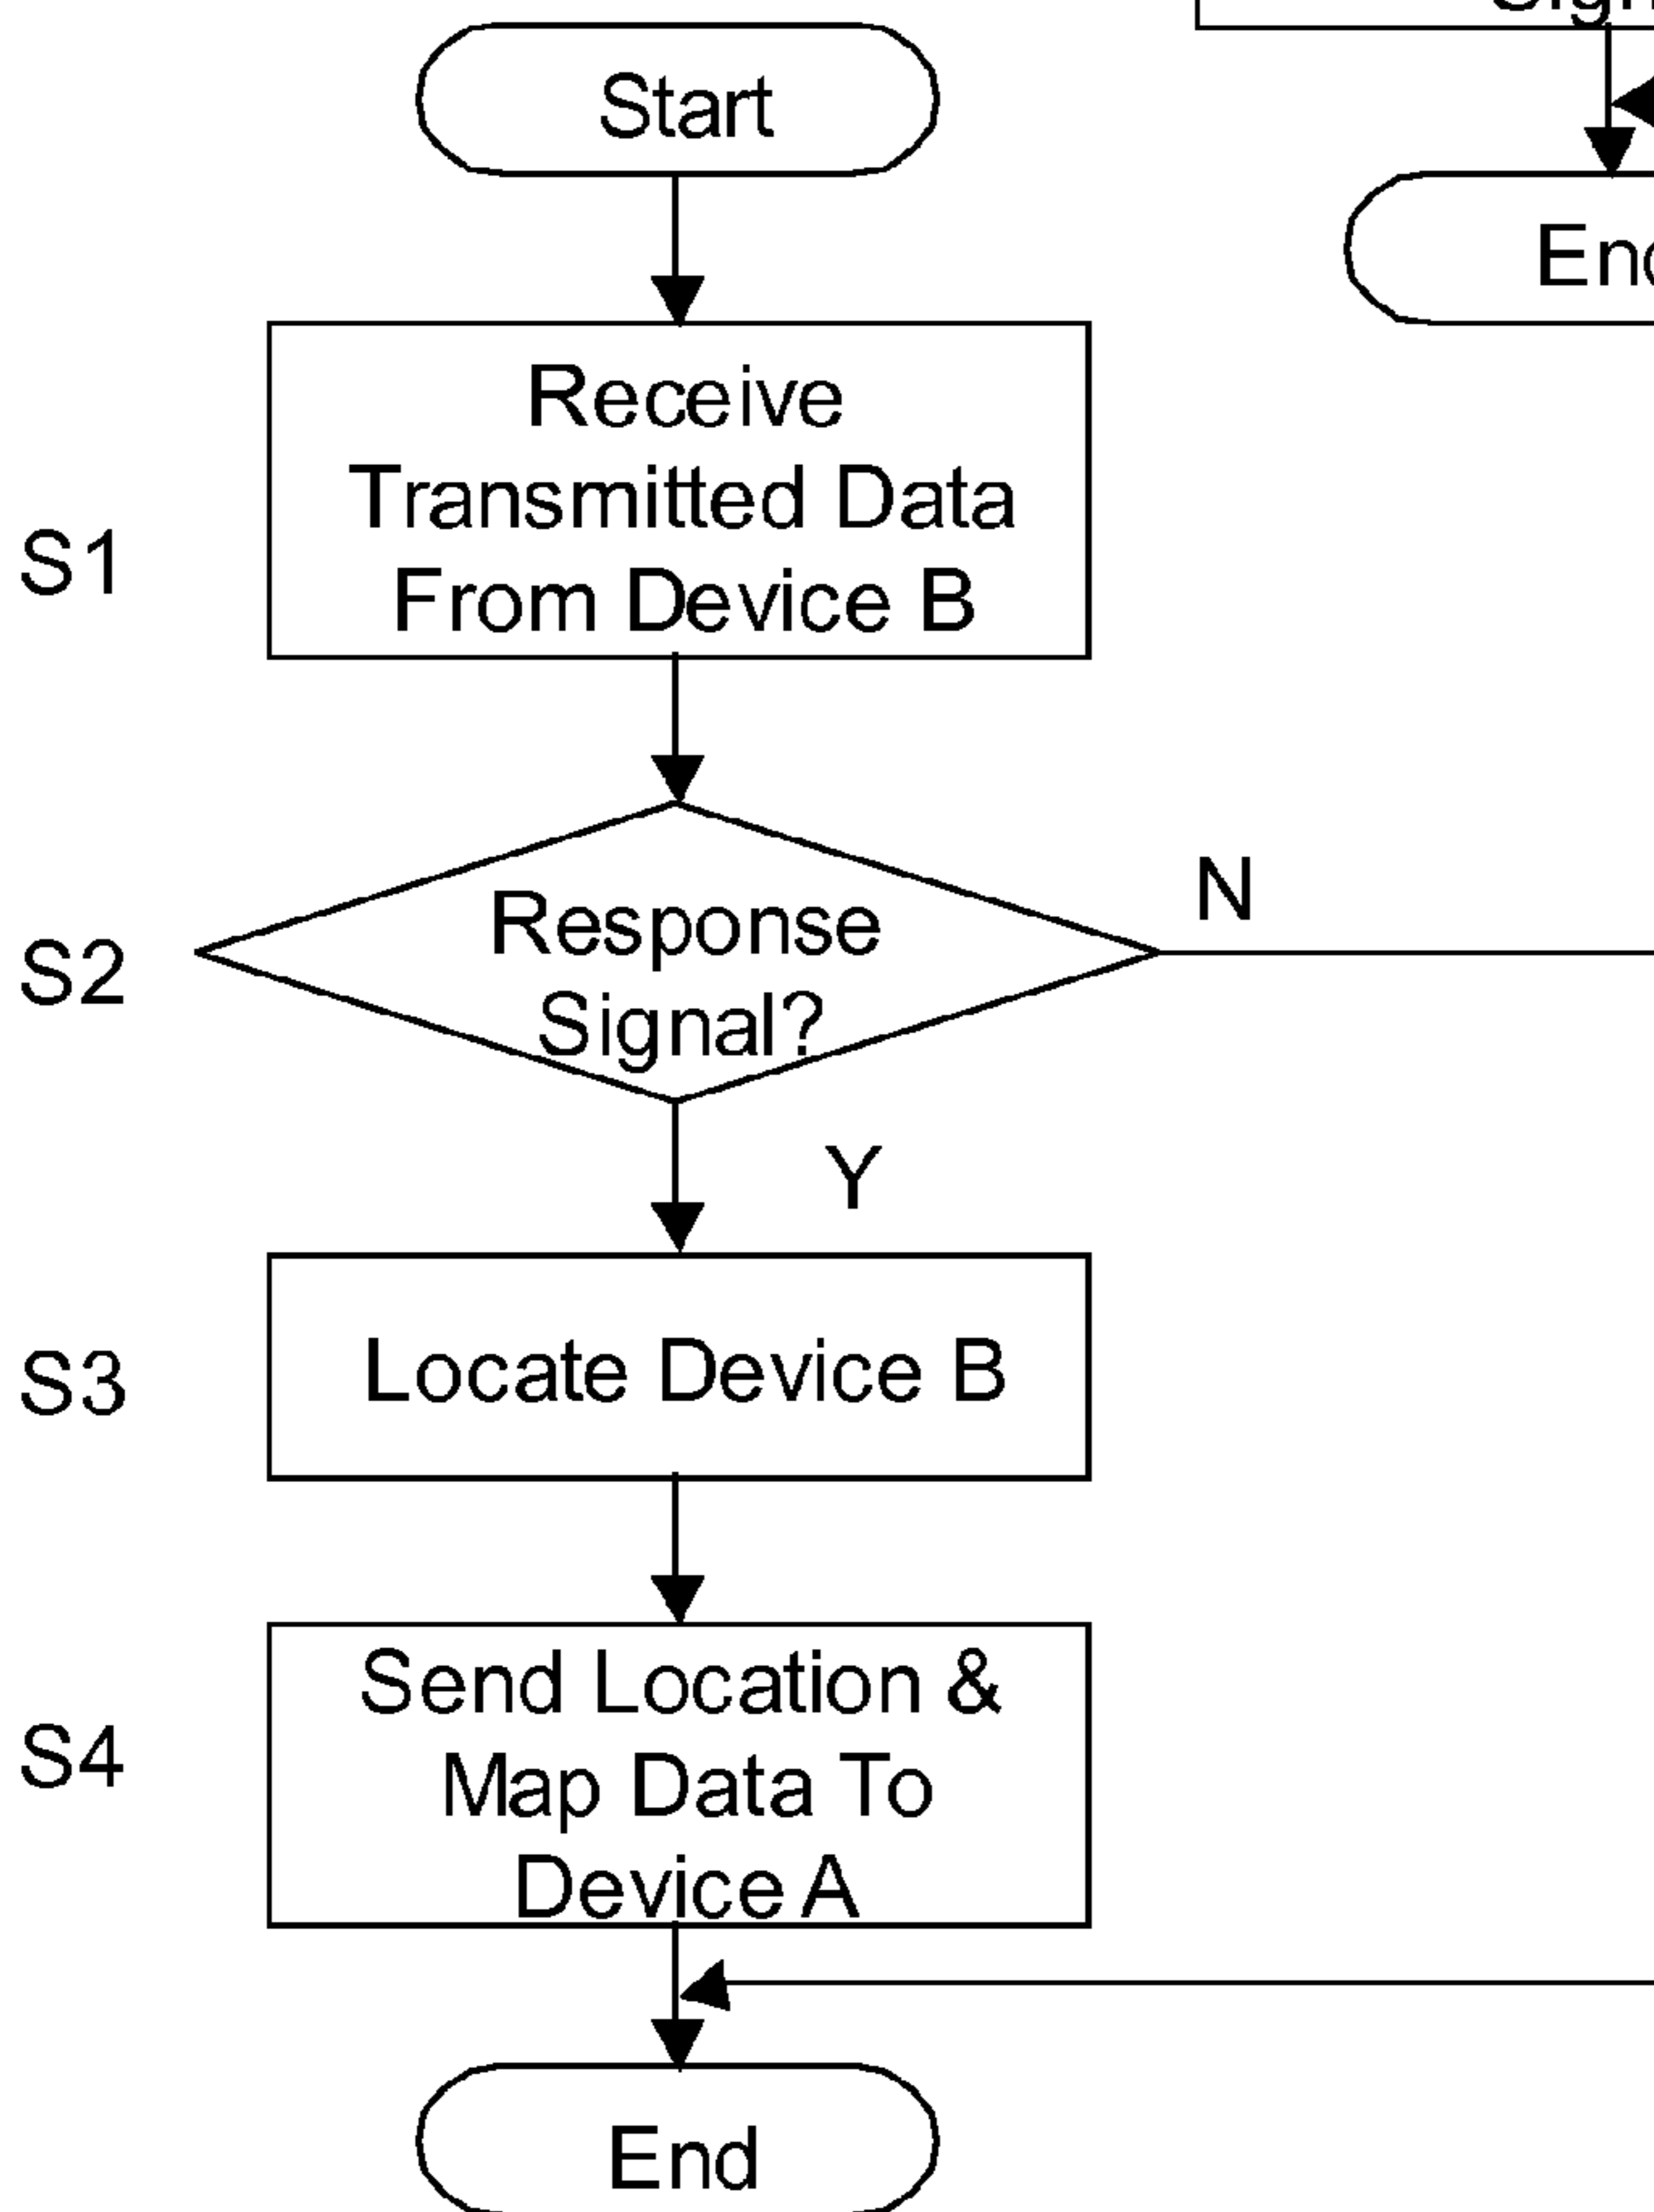 Start
Receive
Transmitted Data
From Device B
S1
Response
Signal?
S2
N
Y
Locate Device B
S3
Send Location &
Map Data To
Device A
S4
End